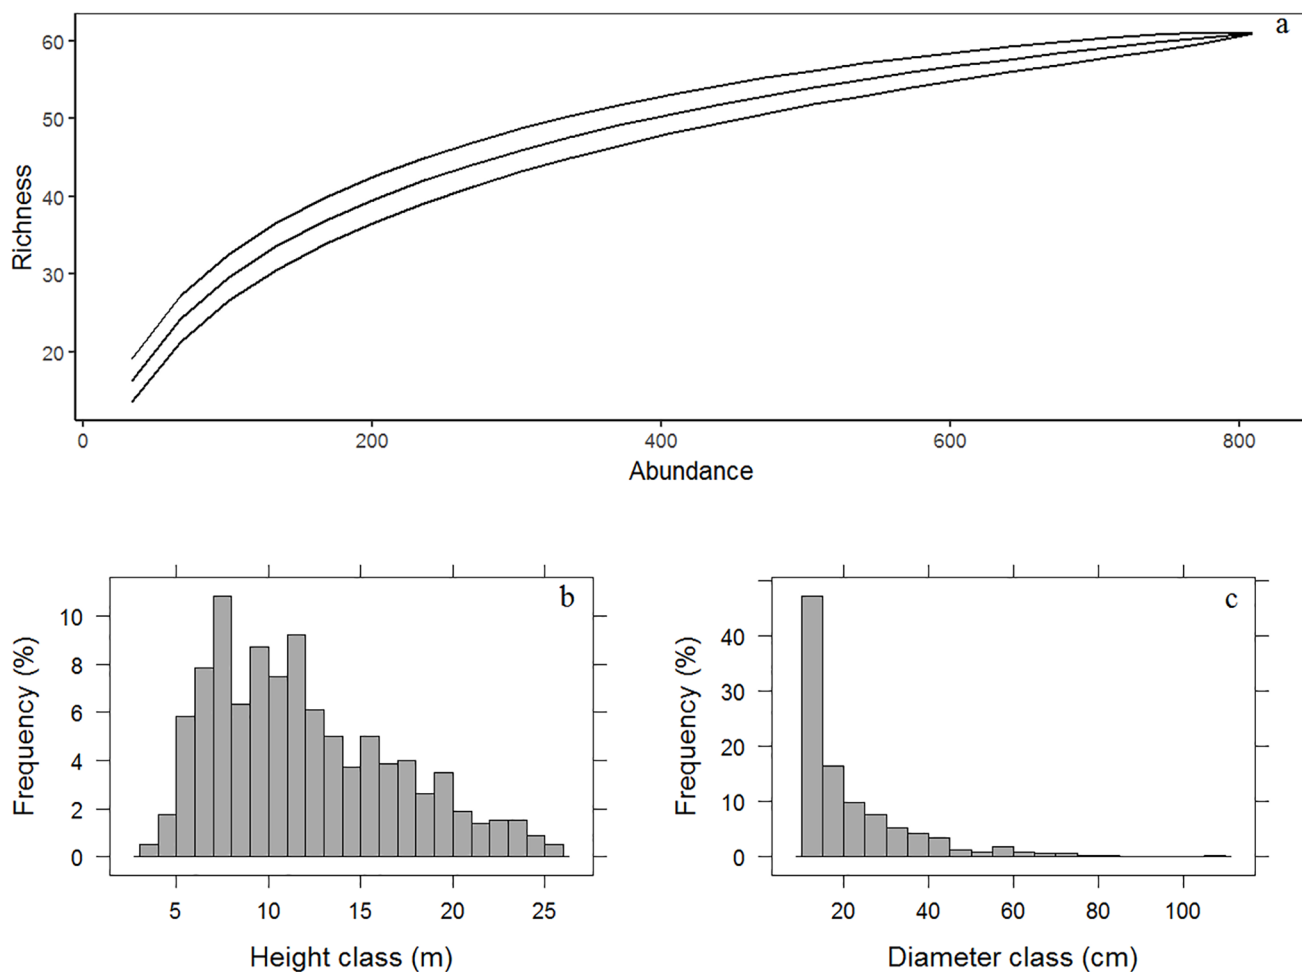 a
Richness
60
50
40
30
20
0 200 400 600 800
Abundance
b
Frequency (%)
10
8
6
4
2
0
5 10 15 20 25
Height class (m)
c
Frequency (%)
40
30
20
10
0
20 40 60 80 100
Diameter class (cm)